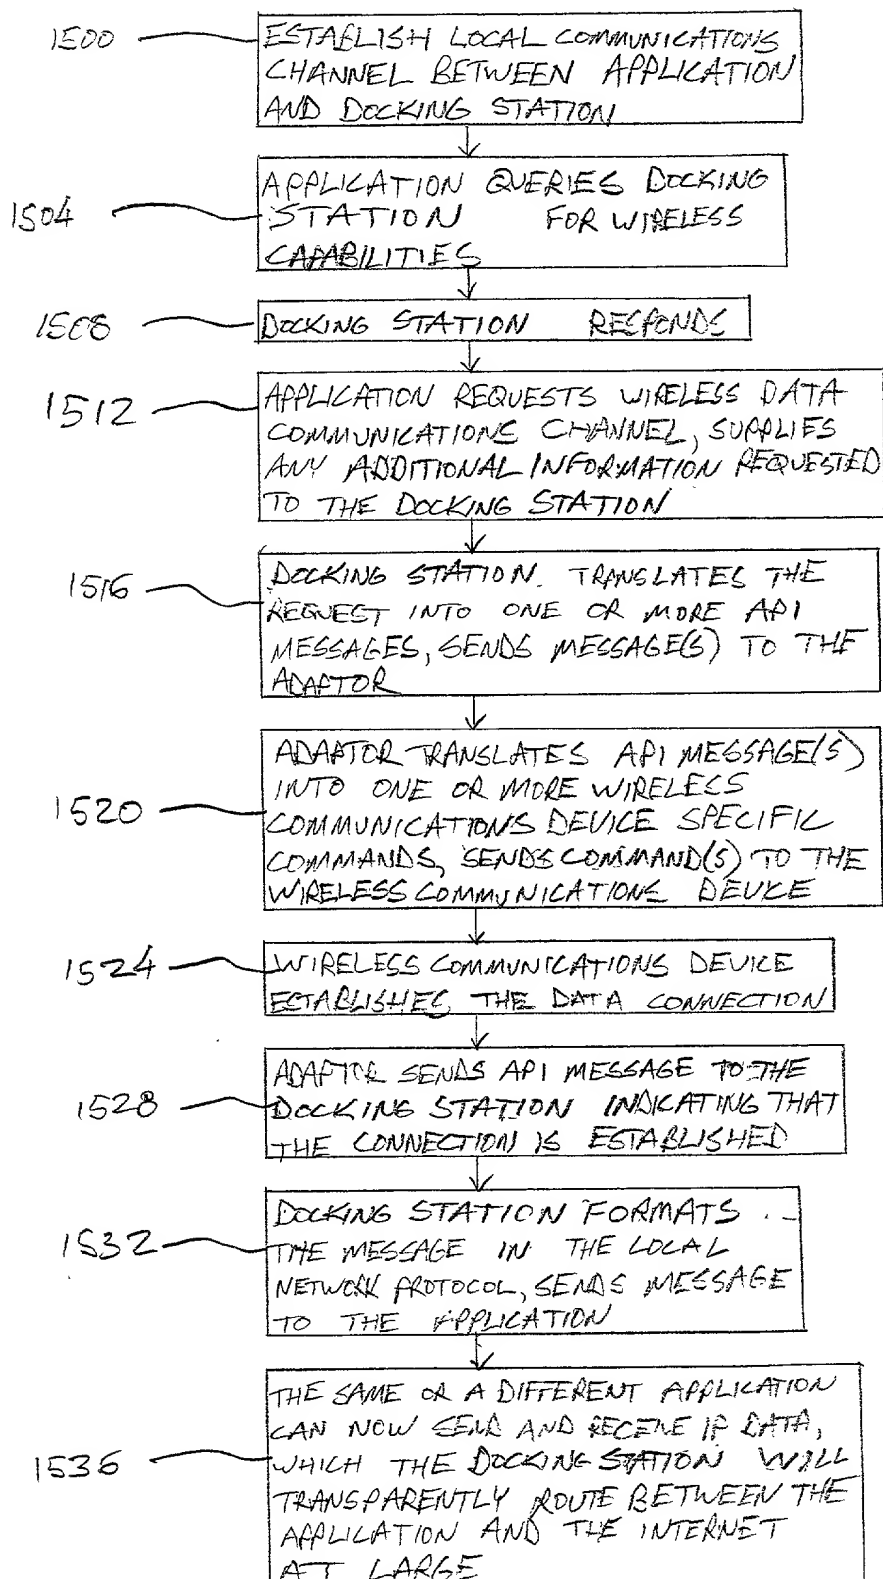 1500
ESTABLISH LOCAL COMMUNICATIONS
CHANNEL BETWEEN APPLICATION
AND DOCKING STATION
1504
APPLICATION QUERIES DOCKING
STATION FOR WIRELESS
CAPABILITIES
1508
DOCKING STATION RESPONDS
1512
APPLICATION REQUESTS WIRELESS DATA
COMMUNICATIONS CHANNEL, SUPPLIES
ANY ADDITIONAL INFORMATION REQUESTED
TO THE DOCKING STATION
1516
DOCKING STATION. TRANSLATES THE
REQUEST INTO ONE OR MORE API
MESSAGES, SENDS MESSAGE(S) TO THE
ADAPTOR
1520
ADAPTOR TRANSLATES API MESSAGE(S)
INTO ONE OR MORE WIRELESS
COMMUNICATIONS DEVICE SPECIFIC
COMMANDS, SENDS COMMAND(S) TO THE
WIRELESS COMMUNICATIONS DEVICE
1524
WIRELESS COMMUNICATIONS DEVICE
ESTABLISHES THE DATA CONNECTION
1528
ADAPTOR SENDS API MESSAGE TO THE
DOCKING STATION INDICATING THAT
THE CONNECTION IS ESTABLISHED
1532
DOCKING STATION FORMATS
THE MESSAGE IN THE LOCAL
NETWORK PROTOCOL, SENDS MESSAGE
TO THE APPLICATION
1536
THE SAME OR A DIFFERENT APPLICATION
CAN NOW SEND AND RECEIVE IP DATA,
WHICH THE DOCKING STATION WILL
TRANSPARENTLY ROUTE BETWEEN THE
APPLICATION AND THE INTERNET
AT LARGE